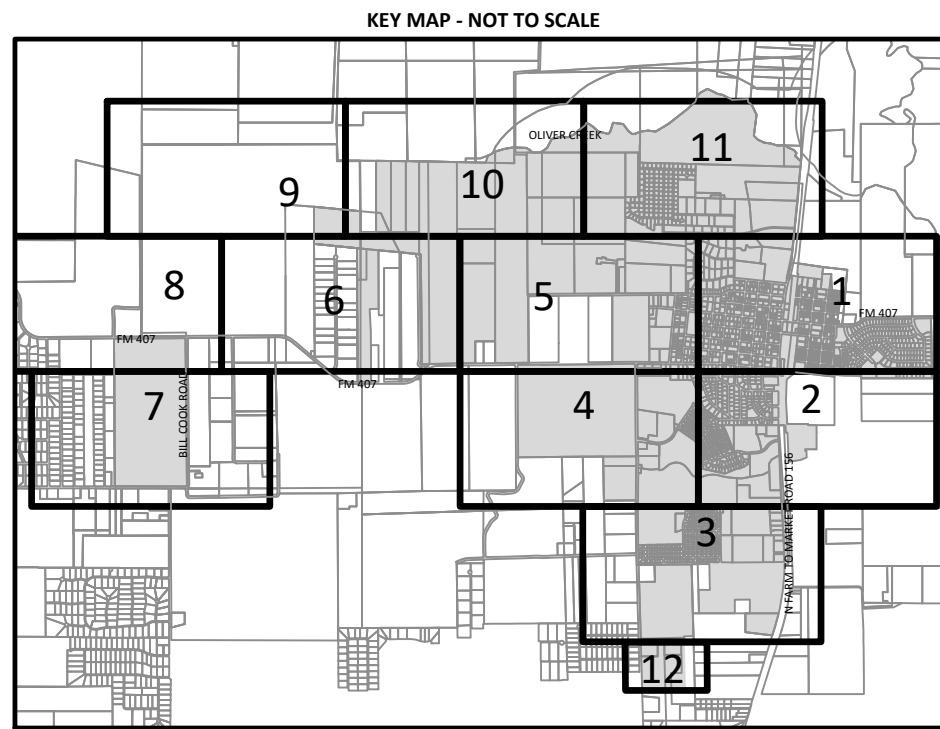 KEY MAP - NOT TO SCALE
OLIVER CREEK
11
10
9
8
6
5
1
FM 407
FM 407
FM 407
7
BILL COOK ROAD
4
2
3
N FARM TO MARKET ROAD 156
12